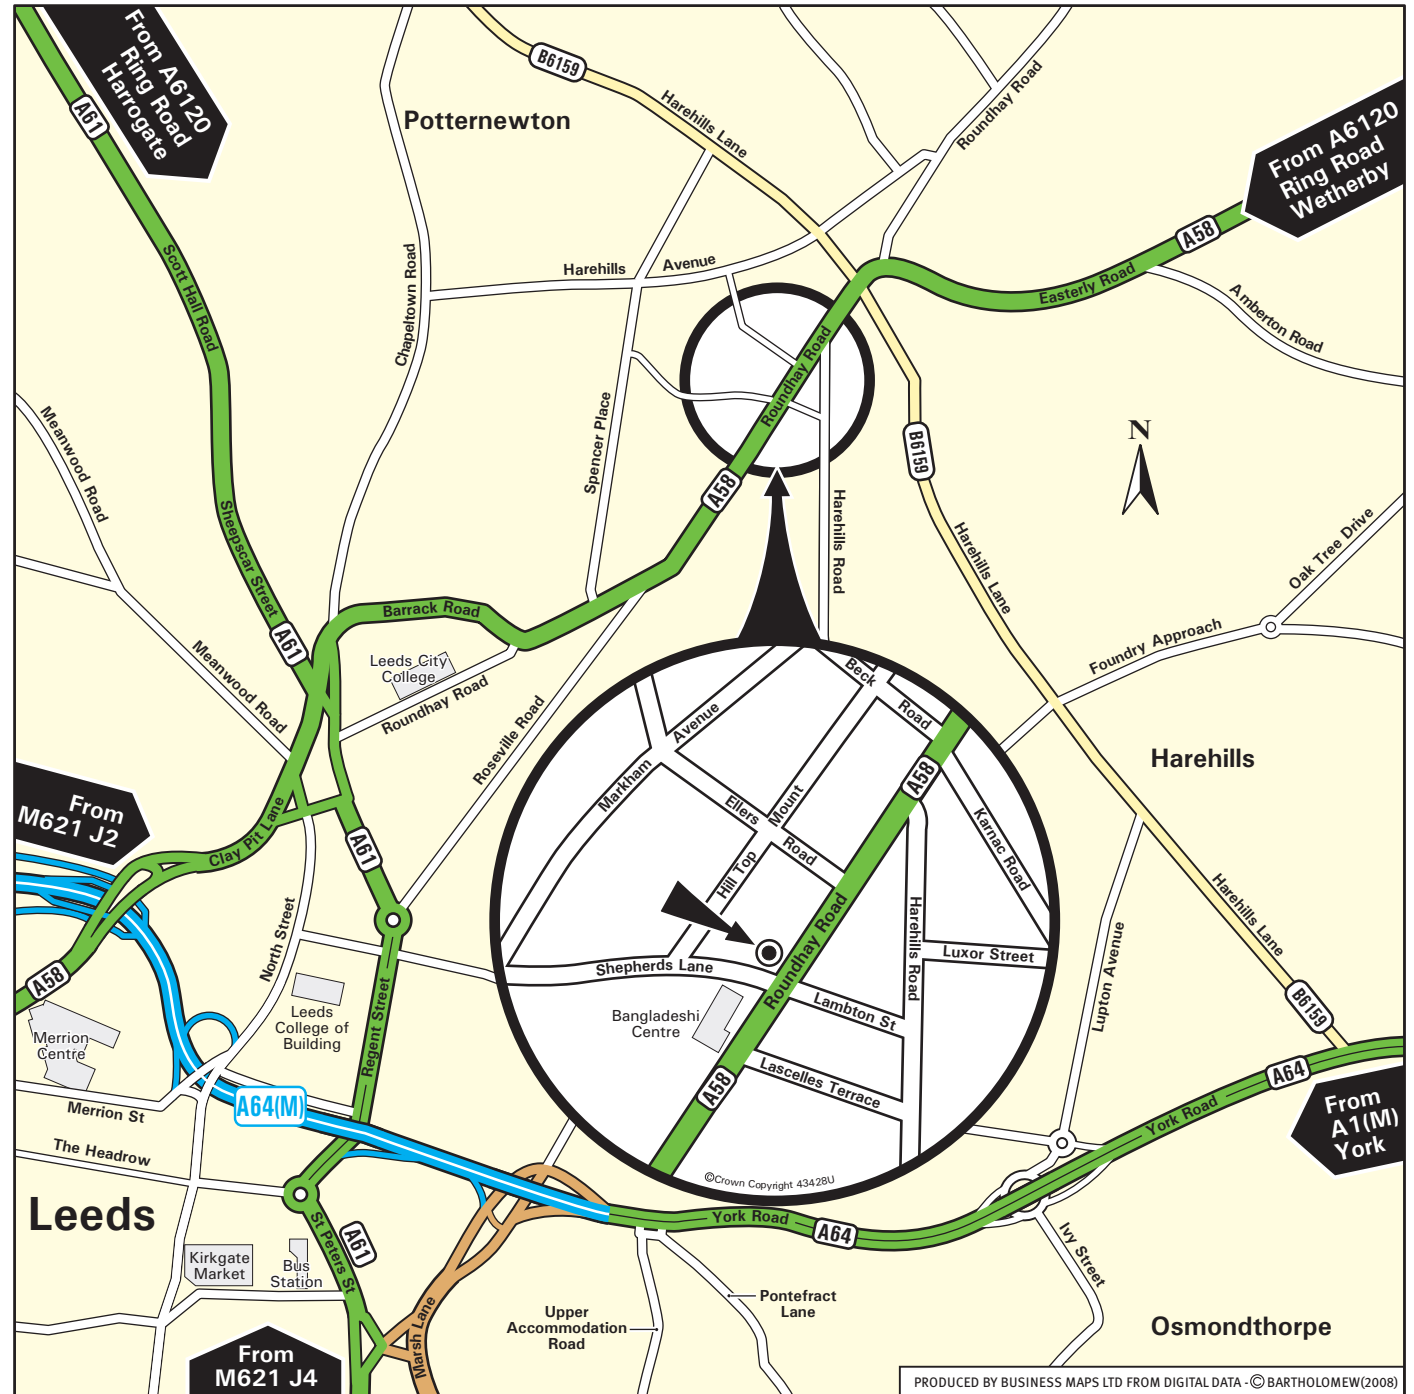 From A6120
Ring Road
Harrogate
A61
B6159
Potternewton
Harehills Lane
Roundhay Road
From A6120
Ring Road
Wetherby
A58
Scott Hall Road
Chapeltown Road
Harehills Avenue
Easterly Road
Amberton Road
Roundhay Road
Meanwood Road
Spencer Place
A58
B6159
N
Harehills Road
Harehills Lane
Oak Tree Drive
Sheepscar Street
A61
Barrack Road
Foundry Approach
Leeds City
College
Meanwood Road
Roundhay Road
Roseville Road
Harehills
From
M621 J2
Clay Pit Lane
A61
Beck Road
Markham Avenue
Mount
Ellers Road
Hill Top
A58
Karnac Road
Roundhay Road
Harehills Road
Luxor Street
Shepherds Lane
Lambton St
Bangladeshi
Centre
Lascelles Terrace
A58
©Crown Copyright 43428U
Harehills Lane
Lupton Avenue
B6159
North Street
A58
Leeds
College of
Building
Regent Street
Merrion
Centre
Merrion St
A64(M)
The Headrow
A64
York Road
From
A1(M)
York
Leeds
York Road
A64
Ivy Street
St Peters St
A61
Kirkgate
Market
Bus
Station
Marsh Lane
Upper
Accommodation
Road
Pontefract
Lane
Osmondthorpe
From
M621 J4
PRODUCED BY BUSINESS MAPS LTD FROM DIGITAL DATA - © BARTHOLOMEW(2008)